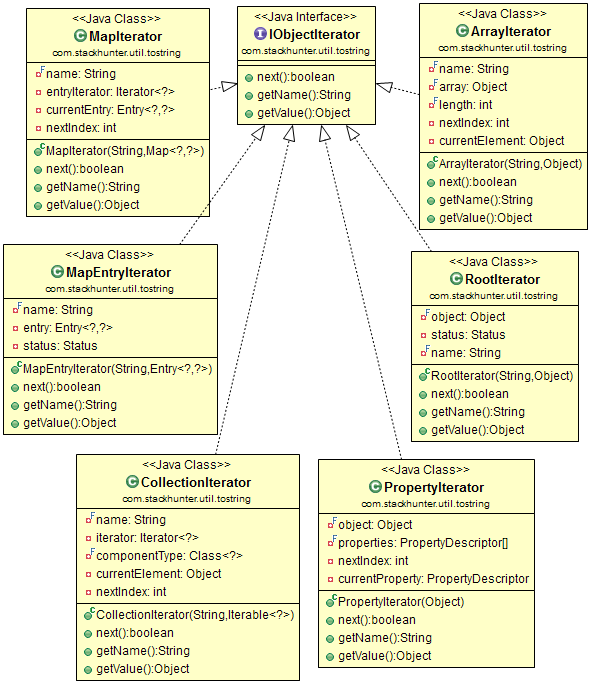 <<Java Class>>
MapIterator
com.stackhunter.util.tostring
F name: String
entryIterator: Iterator<?>
currentEntry: Entry<?,?>
nextIndex: int
C MapIterator(String,Map<?,?>)
next():boolean
getName():String
getValue():Object
<<Java Interface>>
IObjectIterator
com.stackhunter.util.tostring
next():boolean
getName():String
getValue():Object
<<Java Class>>
ArrayIterator
com.stackhunter.util.tostring
F name: String
F array: Object
F length: int
nextIndex: int
currentElement: Object
C ArrayIterator(String,Object)
next():boolean
getName():String
getValue():Object
<<Java Class>>
MapEntryIterator
com.stackhunter.util.tostring
F name: String
entry: Entry<?,?>
status: Status
C MapEntryIterator(String,Entry<?,?>)
next():boolean
getName():String
getValue():Object
<<Java Class>>
RootIterator
com.stackhunter.util.tostring
F object: Object
status: Status
F name: String
C RootIterator(String,Object)
next():boolean
getName():String
getValue():Object
<<Java Class>>
CollectionIterator
com.stackhunter.util.tostring
F name: String
iterator: Iterator<?>
F componentType: Class<?>
currentElement: Object
nextIndex: int
C CollectionIterator(String,Iterable<?>)
next():boolean
getName():String
getValue():Object
<<Java Class>>
PropertyIterator
com.stackhunter.util.tostring
F object: Object
F properties: PropertyDescriptor[]
nextIndex: int
currentProperty: PropertyDescriptor
C PropertyIterator(Object)
next():boolean
getName():String
getValue():Object